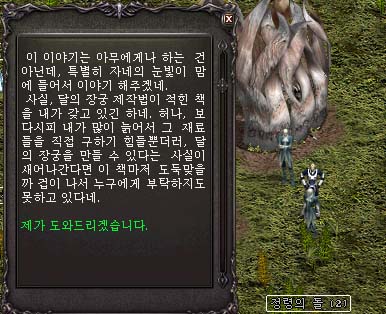 이 이야기는 아무에게나 하는 건
아닌데, 특별히 자네의 눈빛이 맘
에 들어서 이야기 해주겠네.
사실, 달의 장궁 제작법이 적힌 책
을 내가 갖고 있긴 하네. 허나, 보
다시피 내가 많이 늙어서 그 재료
들을 직접 구하기 힘들뿐더러, 달
의 장궁을 만들 수 있다는 사실이
새어나간다면 이 책마저 도둑맞을
까 겁이 나서 누구에게 부탁하지도
못하고 있다네.
제가 도와드리겠습니다.
정령의 돌 (2)